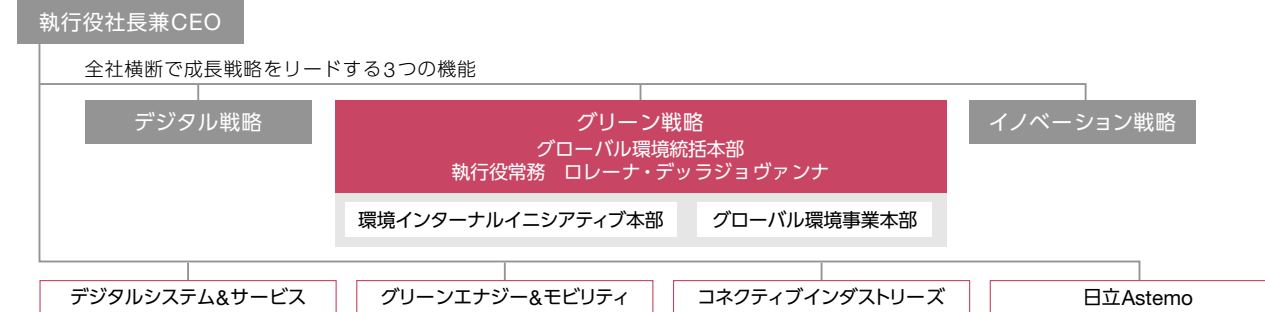 執行役社長兼CEO
全社横断で成長戦略をリードする3つの機能
デジタル戦略
グリーン戦略
グローバル環境統括本部
執行役常務　ロレーナ・デッラジョヴァンナ
イノベーション戦略
環境インターナルイニシアティブ本部
グローバル環境事業本部
デジタルシステム&サービス
グリーンエナジー&モビリティ
コネクティブインダストリーズ
日立Astemo